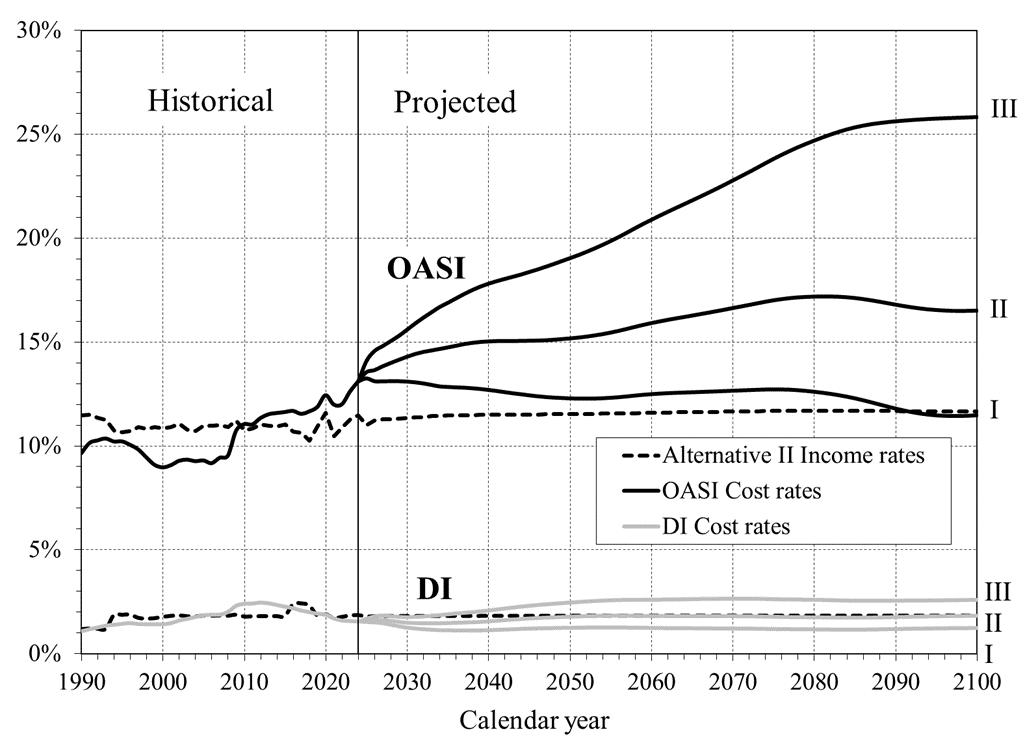 30%
Historical
Projected
III
25%
20%
OASI
II
15%
I
10%
Alternative II Income rates
OASI Cost rates
DI Cost rates
5%
DI
III
II
I
0%
1990 2000 2010 2020 2030 2040 2050 2060 2070 2080 2090 2100
Calendar year